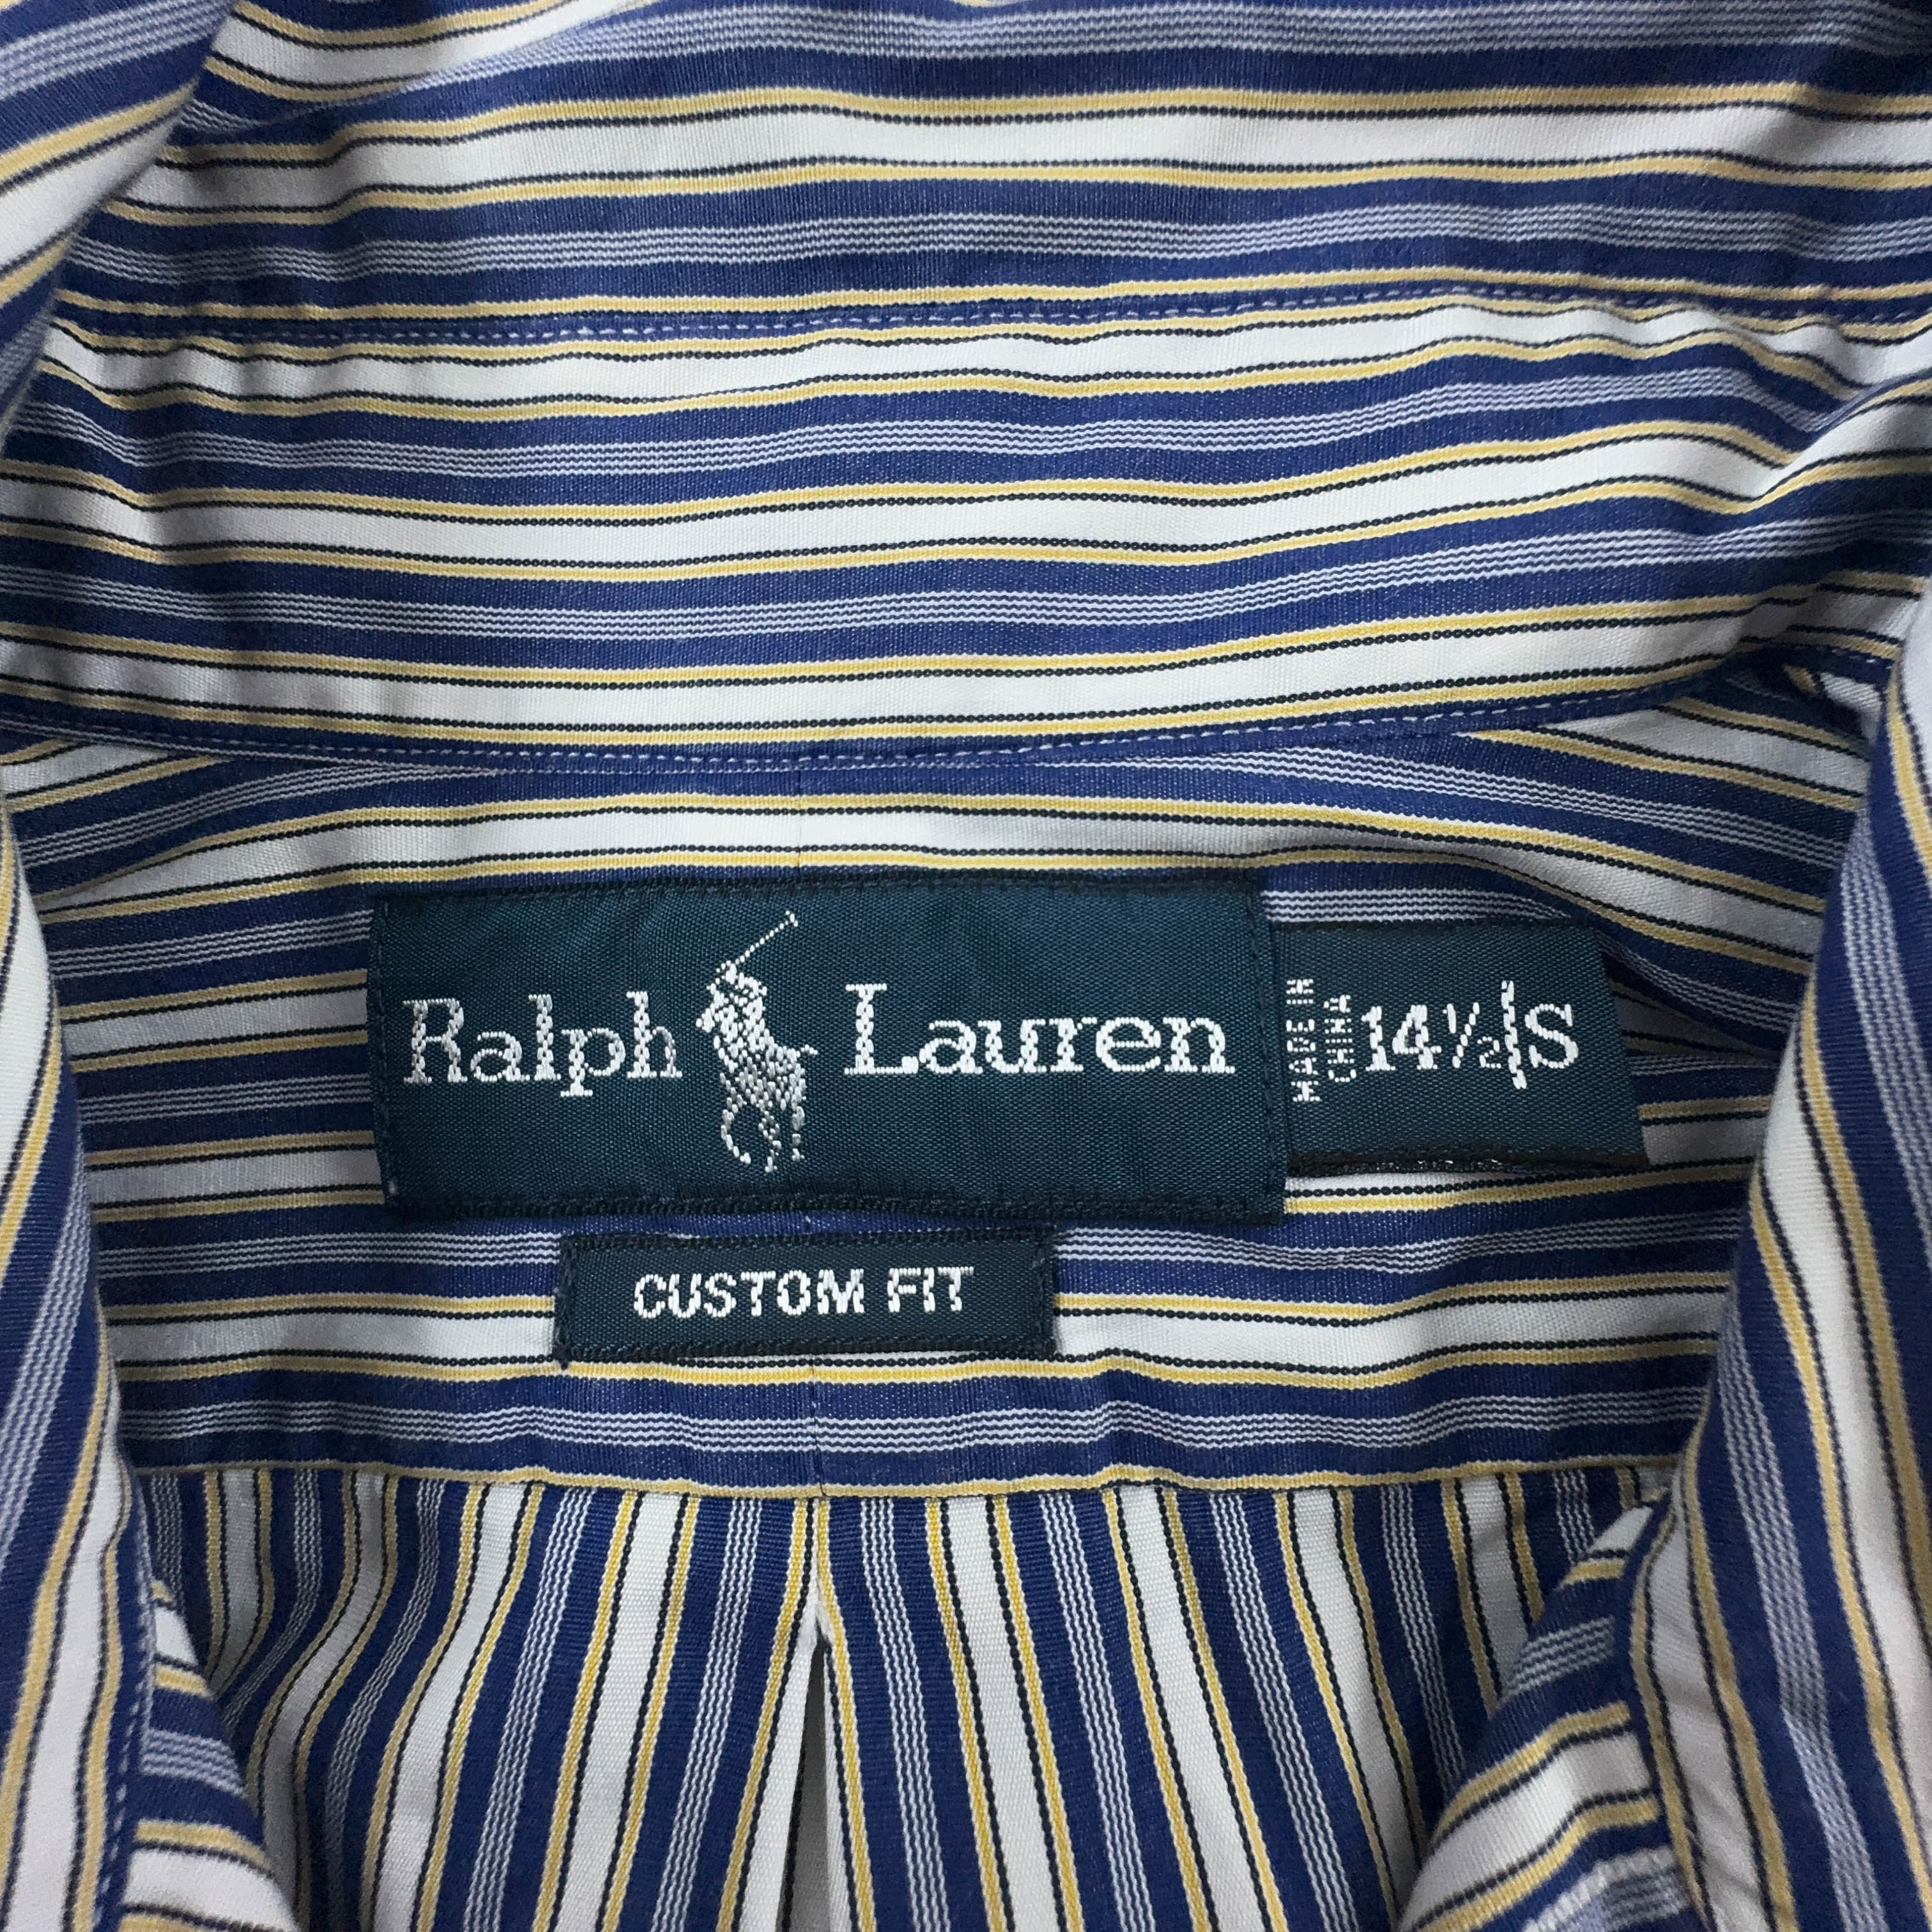 Ralph Lauren
MADE IN
CHINA
14½|S
CUSTOM FIT